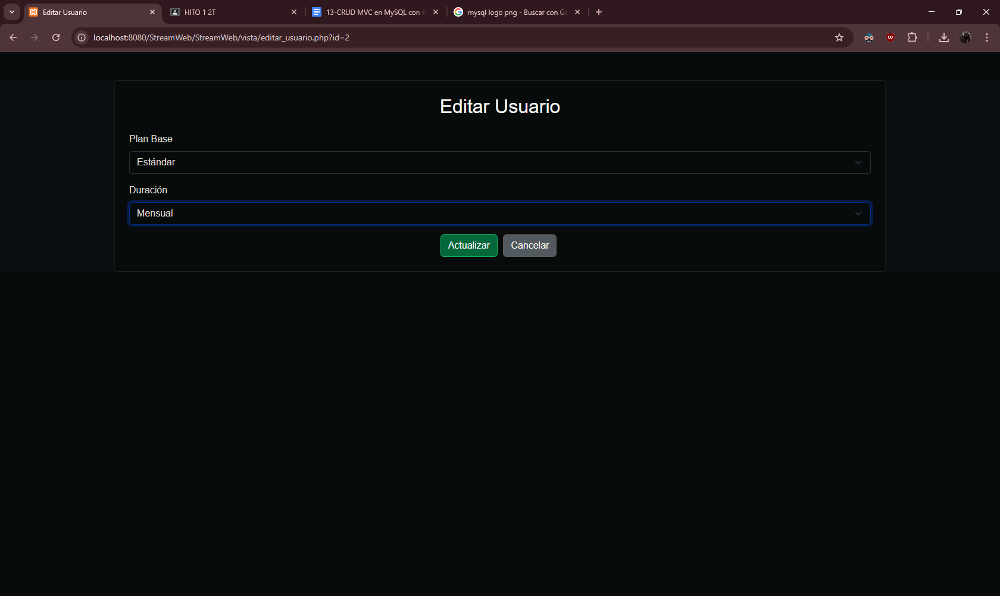 Editar Usuario
HITO 1 2T
13-CRUD MVC en MySQL con P
mysql logo png - Buscar con Go
localhost:8080/StreamWeb/StreamWeb/vista/editar_usuario.php?id=2
Editar Usuario
Plan Base
Estándar
Duración
Mensual
Actualizar
Cancelar